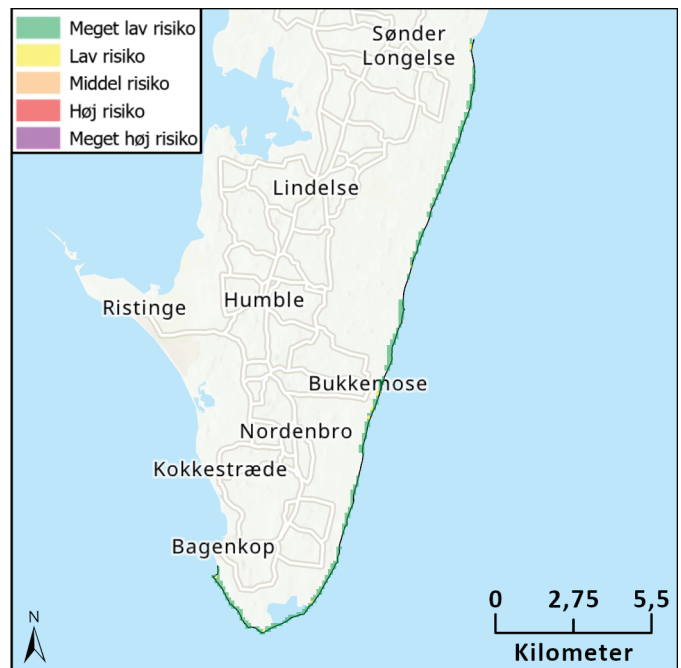 Meget lav risiko
Lav risiko
Middel risiko
Høj risiko
Meget høj risiko
Sønder
Longelse
Lindelse
Ristinge
Humble
Bukkemose
Nordenbro
Kokkestræde
Bagenkop
N
0 2,75 5,5
Kilometer